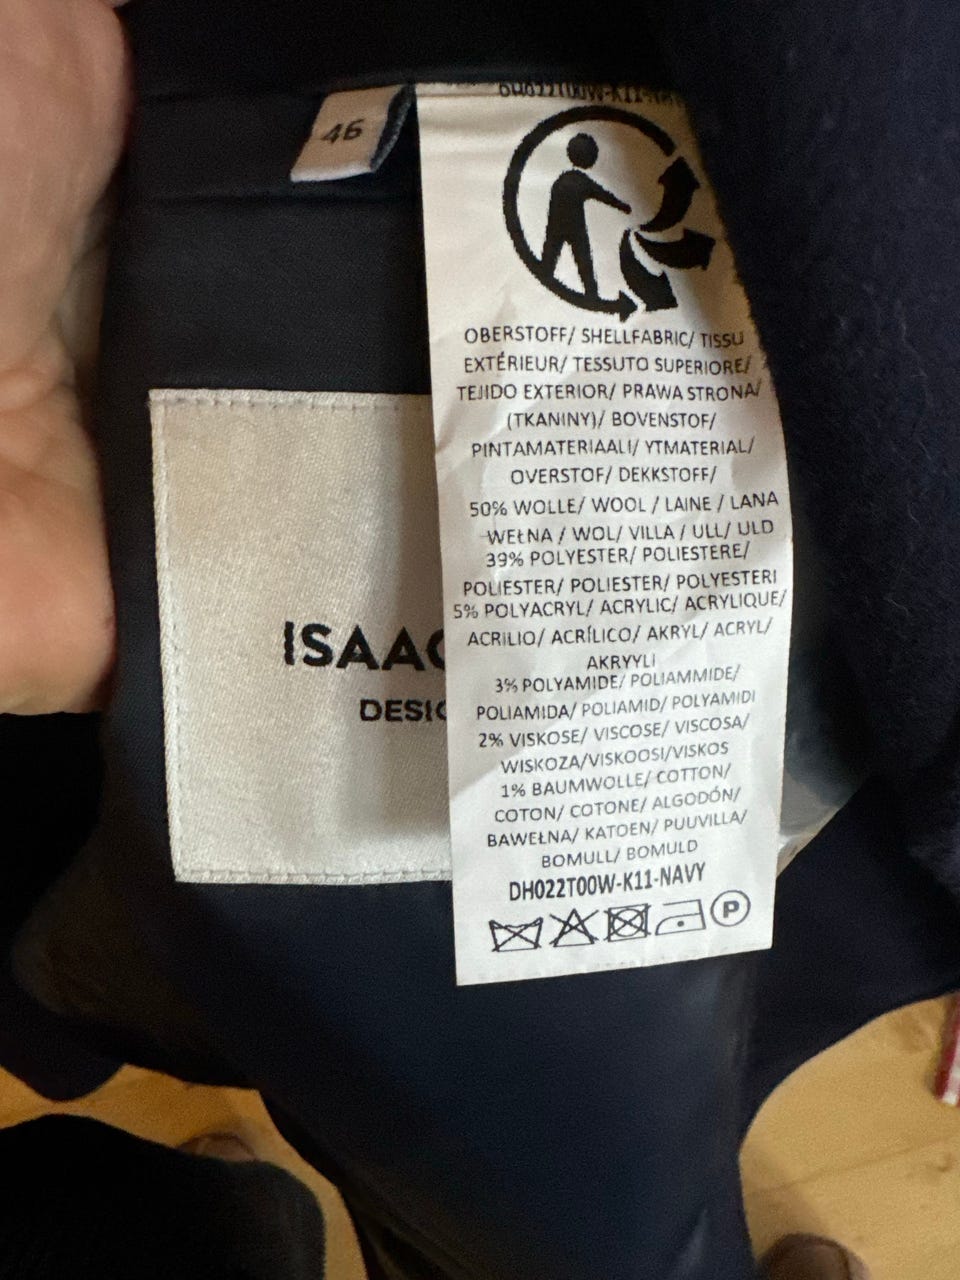 46
OBERSTOFF/ SHELLFABRIC/ TISSU
EXTÉRIEUR/ TESSUTO SUPERIORE/
TEJIDO EXTERIOR/ PRAWA STRONA/
(TKANINY)/ BOVENSTOF/
PINTAMATERIAALI/ YTMATERIAL/
OVERSTOF/ DEKKSTOFF/
50% WOLLE/ WOOL / LAINE / LANA
WEŁNA / WOL/ VILLA / ULL/ ULD
39% POLYESTER/ POLIESTERE/
POLIESTER/ POLIESTER/ POLYESTERI
5% POLYACRYL/ ACRYLIC/ ACRYLIQUE/
ACRILIO/ ACRÍLICO/ AKRYL/ ACRYL/
AKRYYLI
3% POLYAMIDE/ POLIAMMIDE/
POLIAMIDA/ POLIAMID/ POLYAMIDI
2% VISKOSE/ VISCOSE/ VISCOSA/
WISKOZA/VISKOOSI/VISKOS
1% BAUMWOLLE/ COTTON/
COTON/ COTONE/ ALGODÓN/
BAWEŁNA/ KATOEN/ PUUVILLA/
BOMULL/ BOMULD
DH022T00W-K11-NAVY
P
ISAAC
DESIG